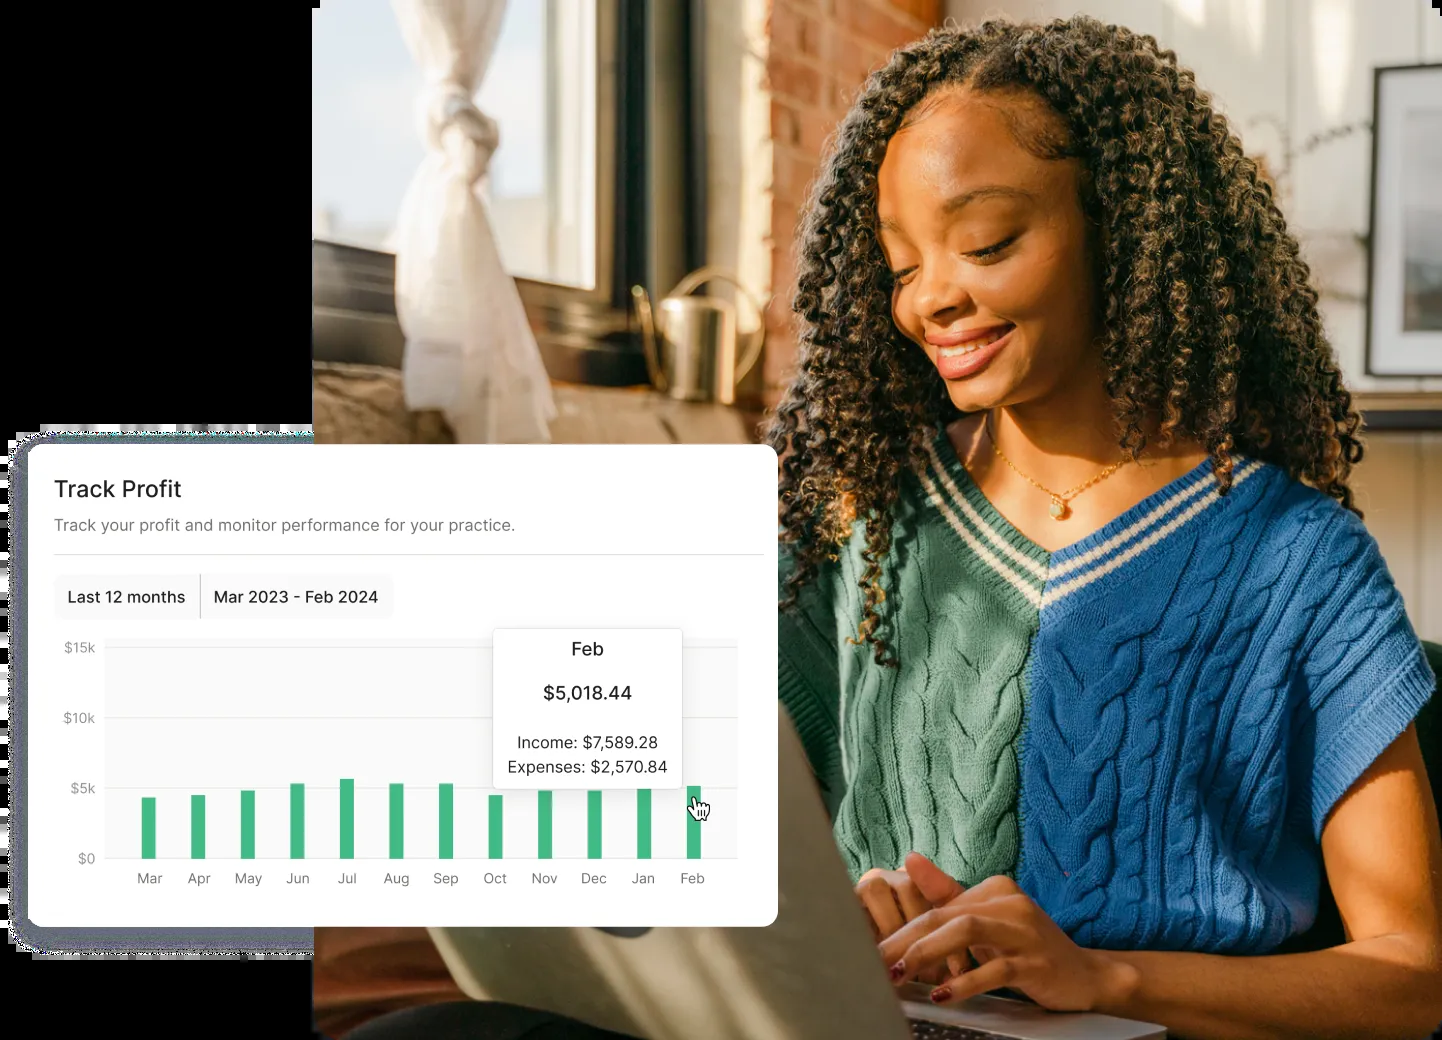 Track Profit
Track your profit and monitor performance for your practice.
Last 12 months Mar 2023 - Feb 2024
$15k
$10k
$5k
$0
Feb
$5,018.44
Income: $7,589.28
Expenses: $2,570.84
Mar Apr May Jun Jul Aug Sep Oct Nov Dec Jan Feb